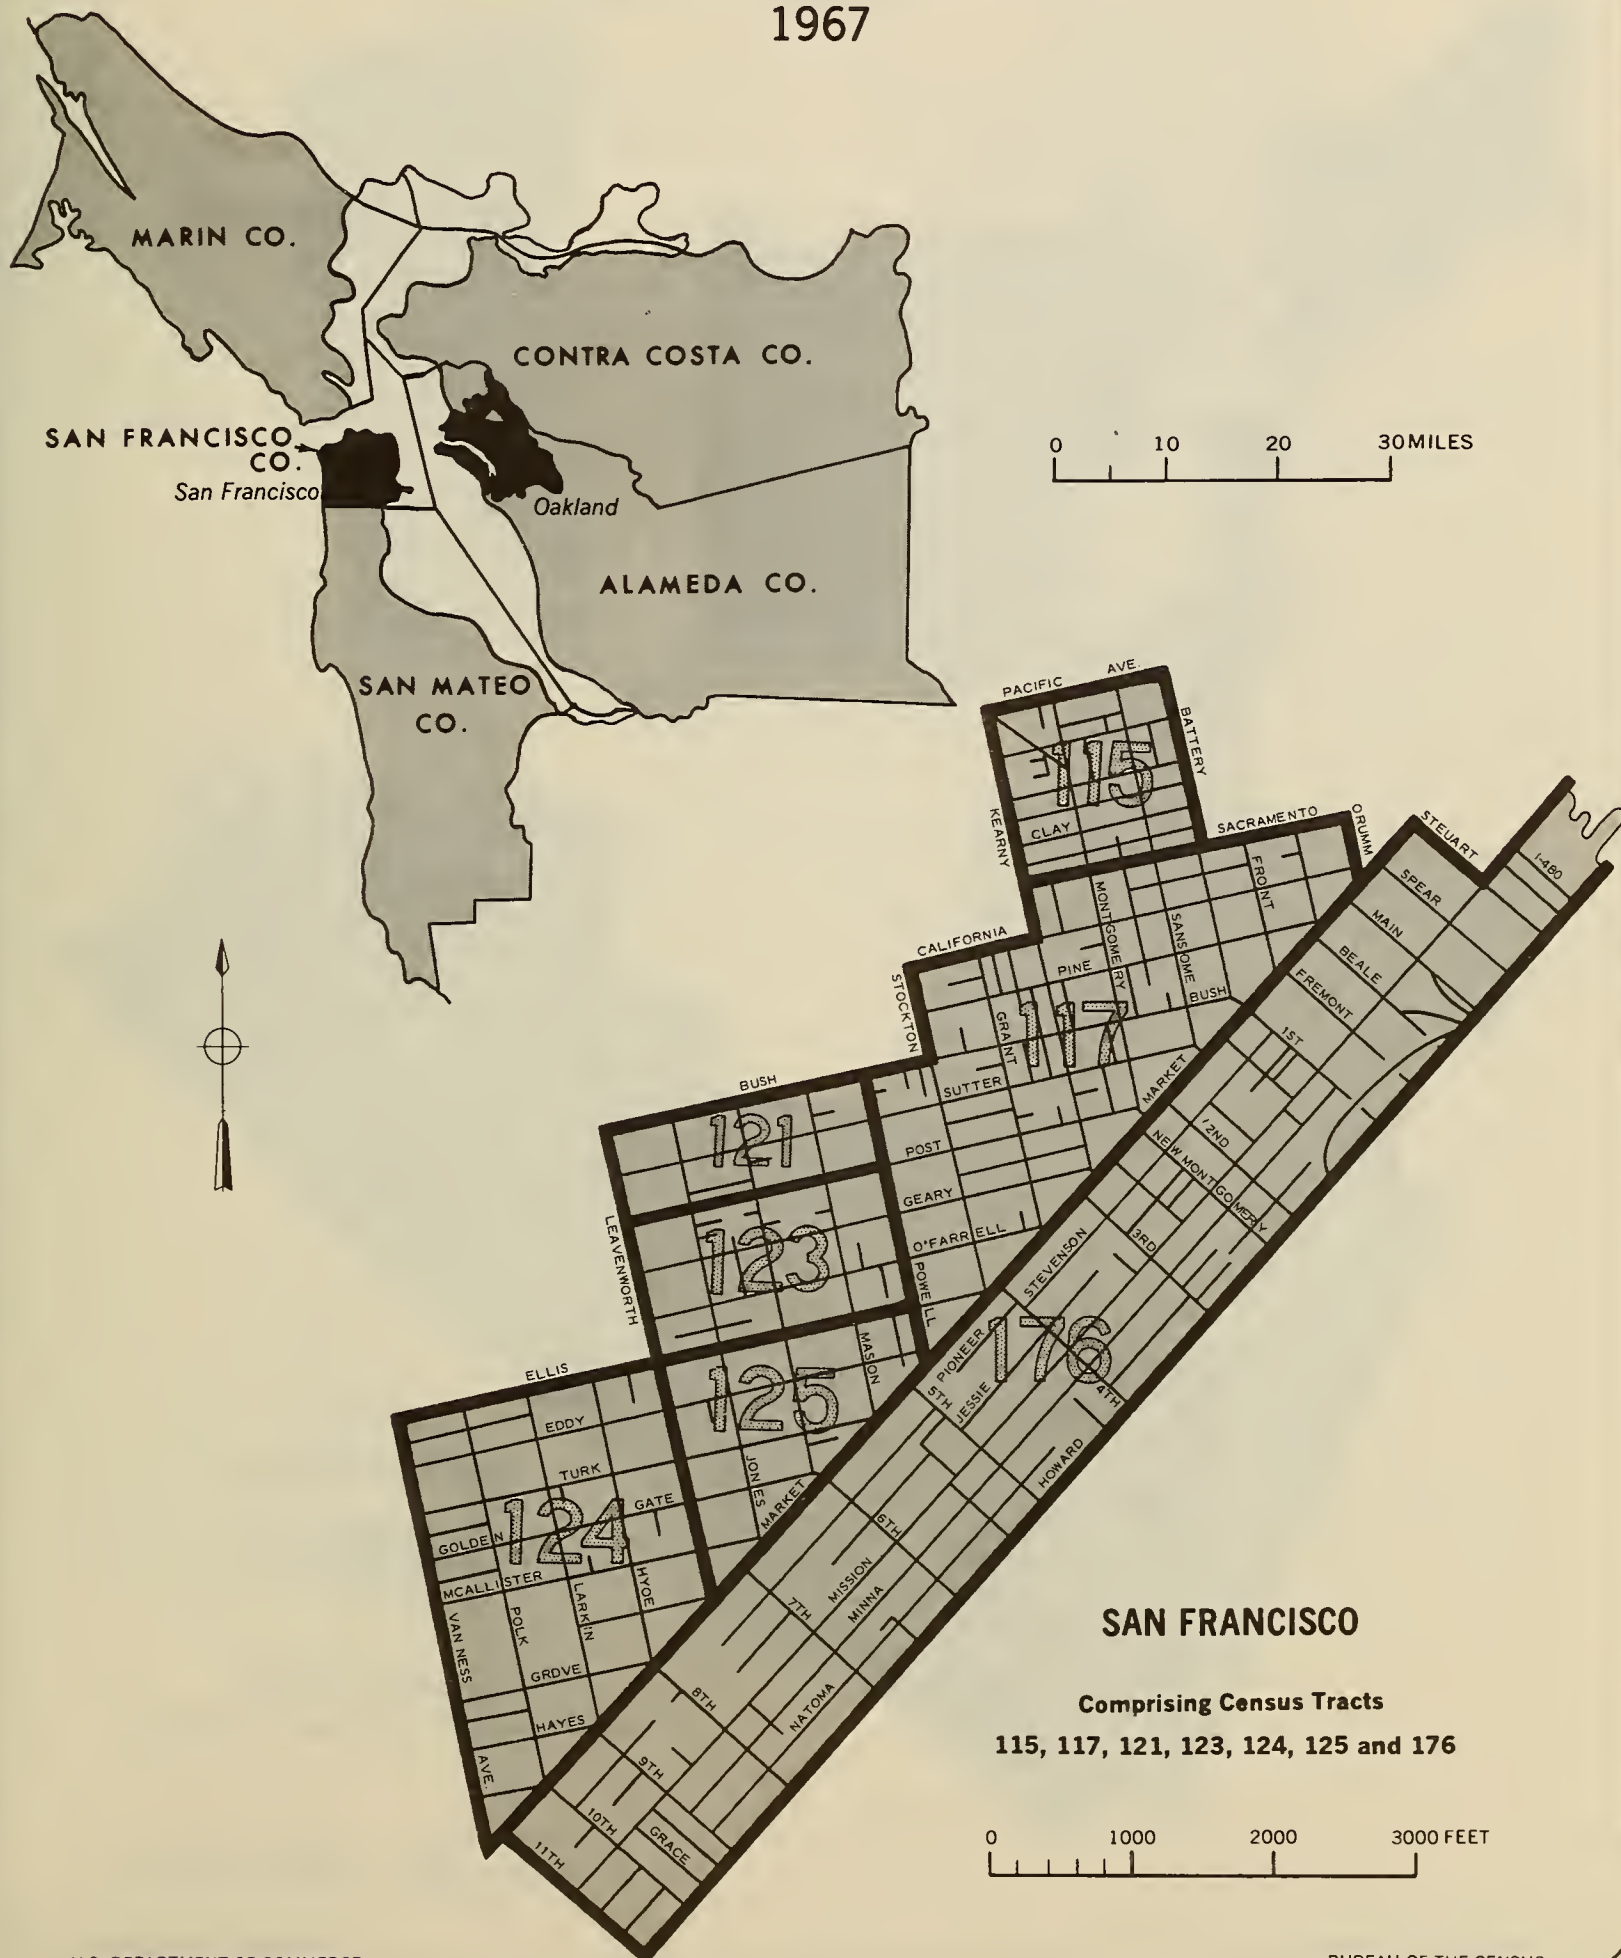 1967
MARIN CO.
CONTRA COSTA CO.
SAN FRANCISCO
CO.
San Francisco
Oakland
ALAMEDA CO.
SAN MATEO
CO.
0 10 20 30 MILES
PACIFIC AVE.
BATTERY
115
KEARNY
CLAY
SACRAMENTO
DRUMM
STEUART
I-480
SPEAR
MAIN
BEALE
FREMONT
1ST
MONTGOMERY
FRONT
SANSOME
CALIFORNIA
STOCKTON
PINE
BUSH
GRANT
117
SUTTER
MARKET
2ND
NEW MONTGOMERY
3RD
BUSH
121
POST
GEARY
O'FARRELL
POWELL
LEAVENWORTH
123
STEVENSON
PIONEER
176
5TH
JESSIE
4TH
HOWARD
ELLIS
MASON
125
JONES
MARKET
EDDY
TURK
GOLDEN GATE
124
MCALLISTER
HYDE
LARKIN
POLK
VAN NESS
AVE.
GROVE
HAYES
6TH
MISSION
MINNA
7TH
8TH
NATOMA
9TH
10TH
GRACE
11TH
SAN FRANCISCO
Comprising Census Tracts
115, 117, 121, 123, 124, 125 and 176
0 1000 2000 3000 FEET